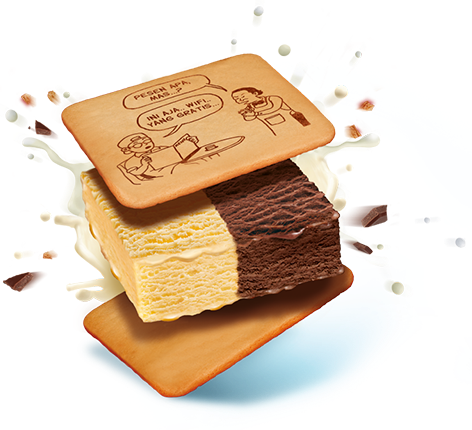 PESEN APA,
MAS...?
INI AJA.. WIFI..
YANG GRATIS...